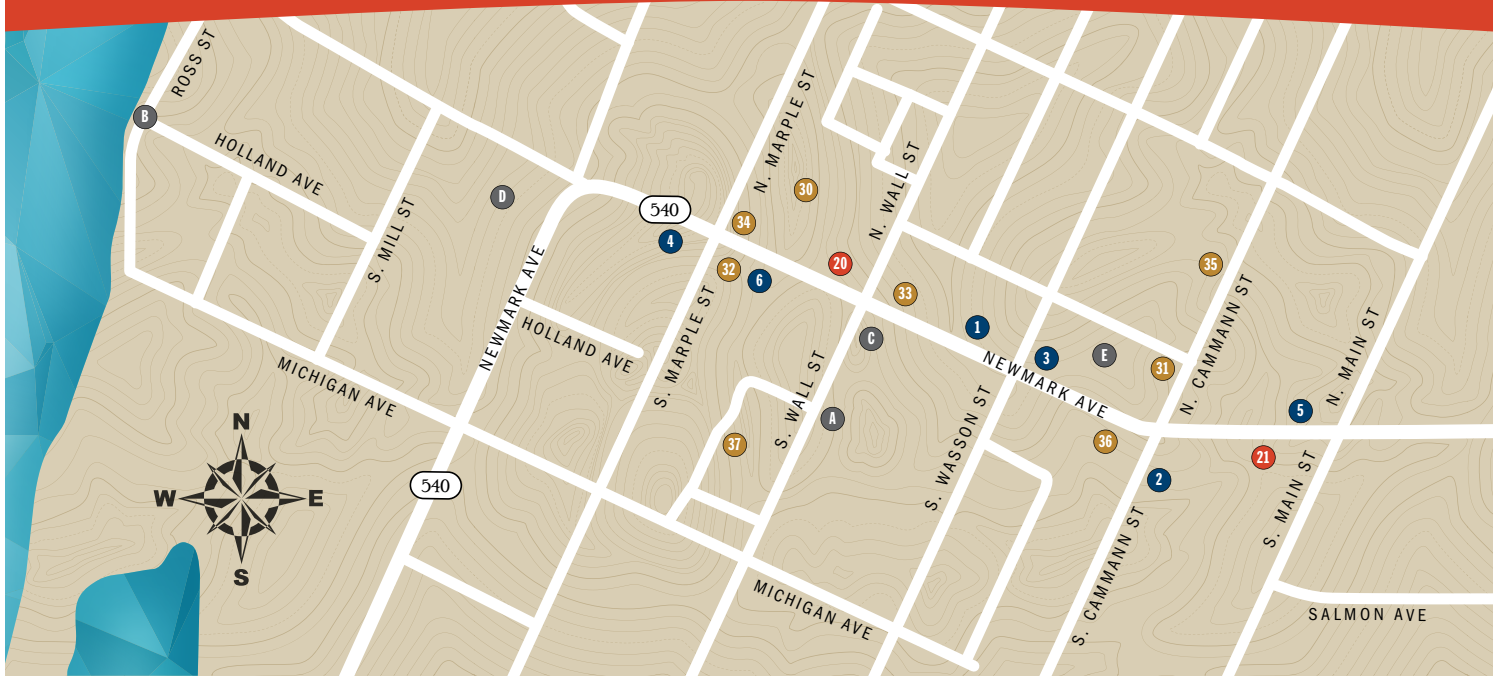 ROSS ST
B
HOLLAND AVE
S. MILL ST
D
540
4
N. MARPLE ST
30
34
N. WALL ST
20
32
6
33
35
NEWMARK AVE
HOLLAND AVE
S. MARPLE ST
C
1
3
E
31
N. CAMMANN ST
N. MAIN ST
NEWMARK AVE
MICHIGAN AVE
S. WALL ST
A
37
S. WASSON ST
36
5
21
2
S. MAIN ST
N
W
E
S
540
S. CAMMANN ST
MICHIGAN AVE
SALMON AVE